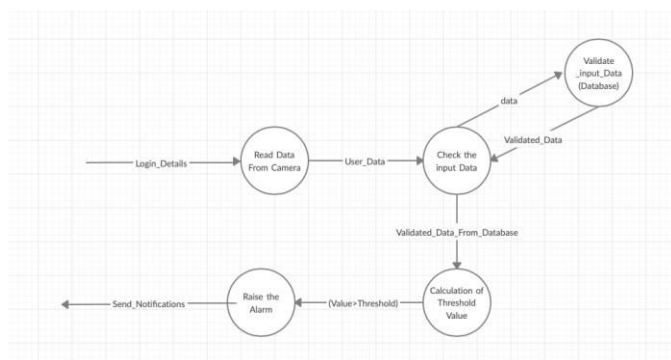 Validate
_input_Data
(Database)
data
Validated_Data
Login_Details
Read Data
From Camera
User_Data
Check the
input Data
Validated_Data_From_Database
Send_Notifications
Raise the
Alarm
(Value>Threshold)
Calculation of
Threshold
Value